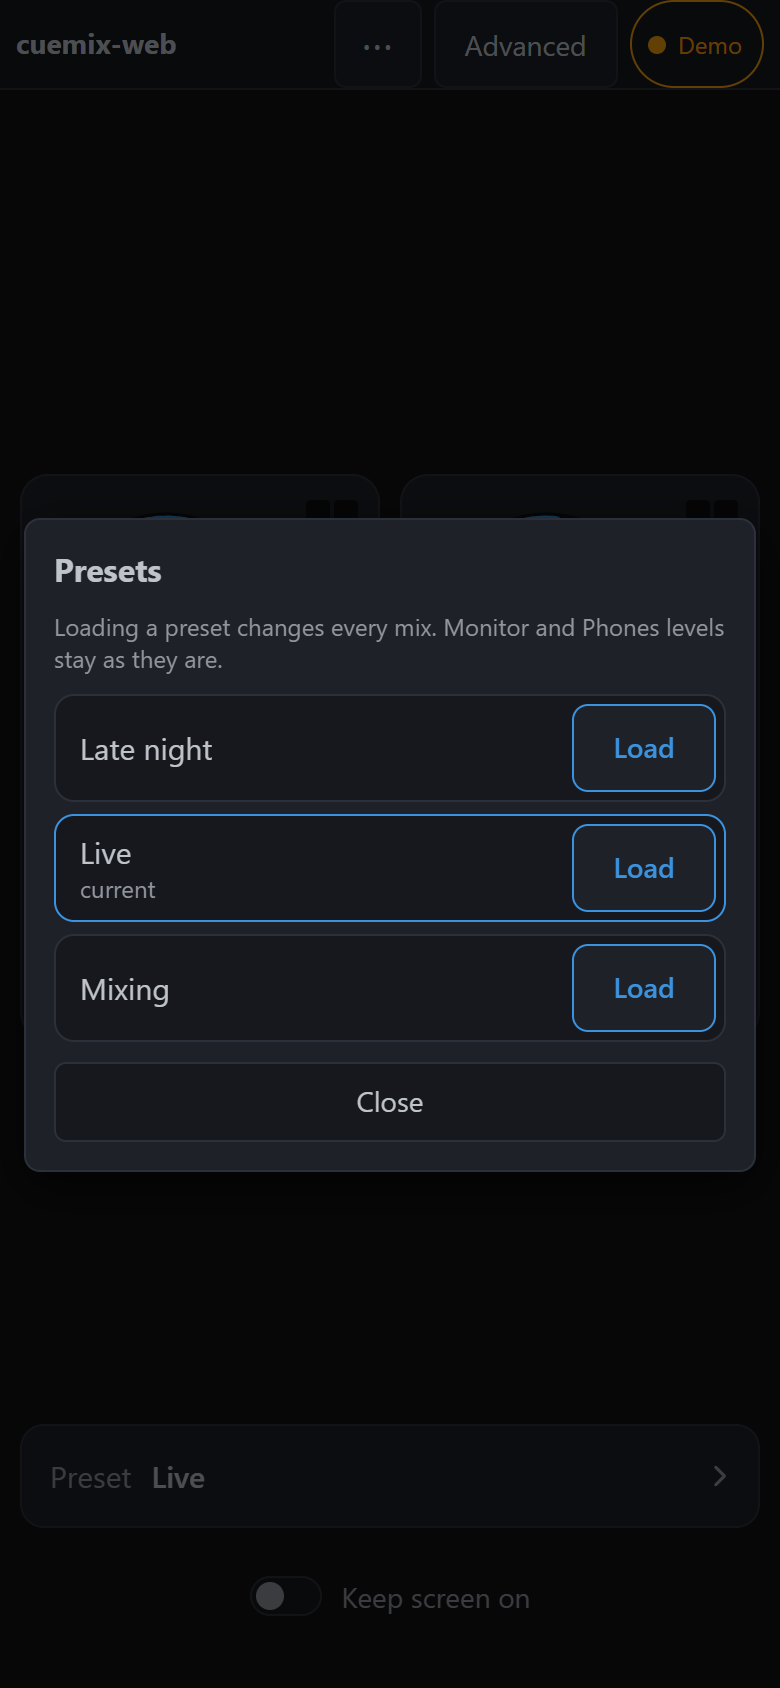 cuemix-web
...
Advanced
Demo
Presets
Loading a preset changes every mix. Monitor and Phones levels
stay as they are.
Late night
Load
Live
current
Load
Mixing
Load
Close
Preset Live
Keep screen on